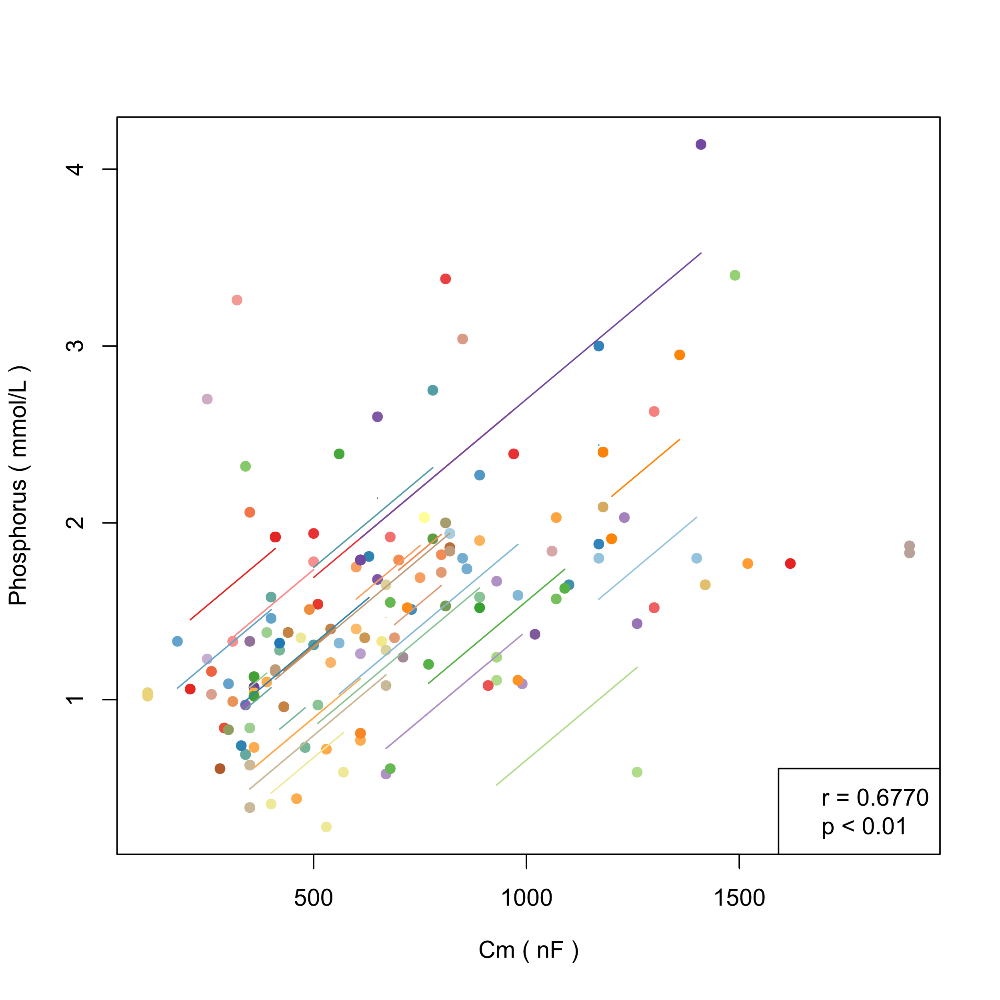 Phosphorus ( mmol/L )
4
3
2
1
r = 0.6770
p < 0.01
500 1000 1500
Cm ( nF )